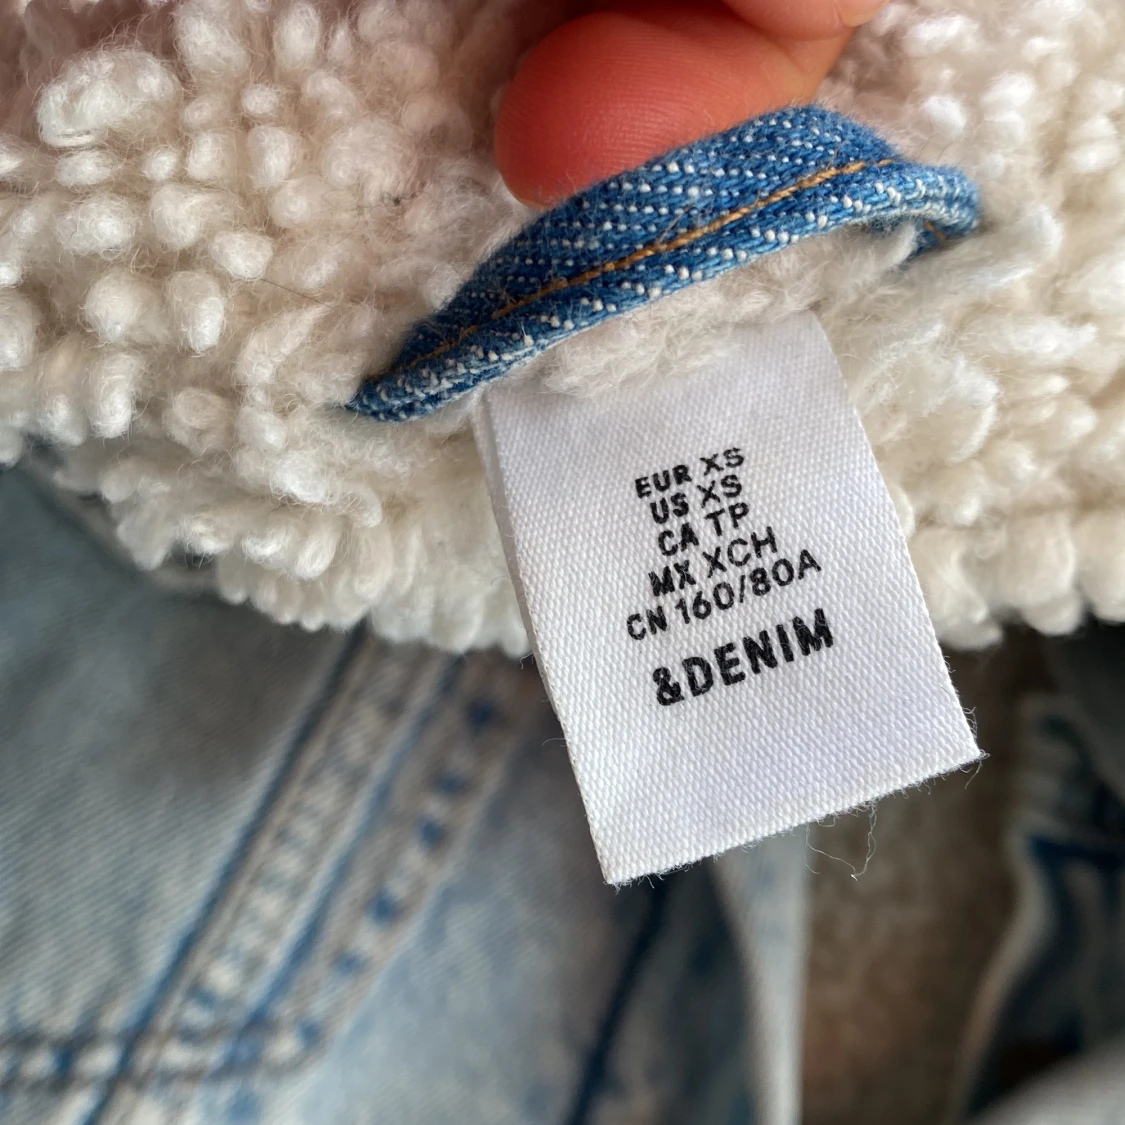 EUR XS
US XS
CA TP
MX XCH
CN 160/80A
&DENIM